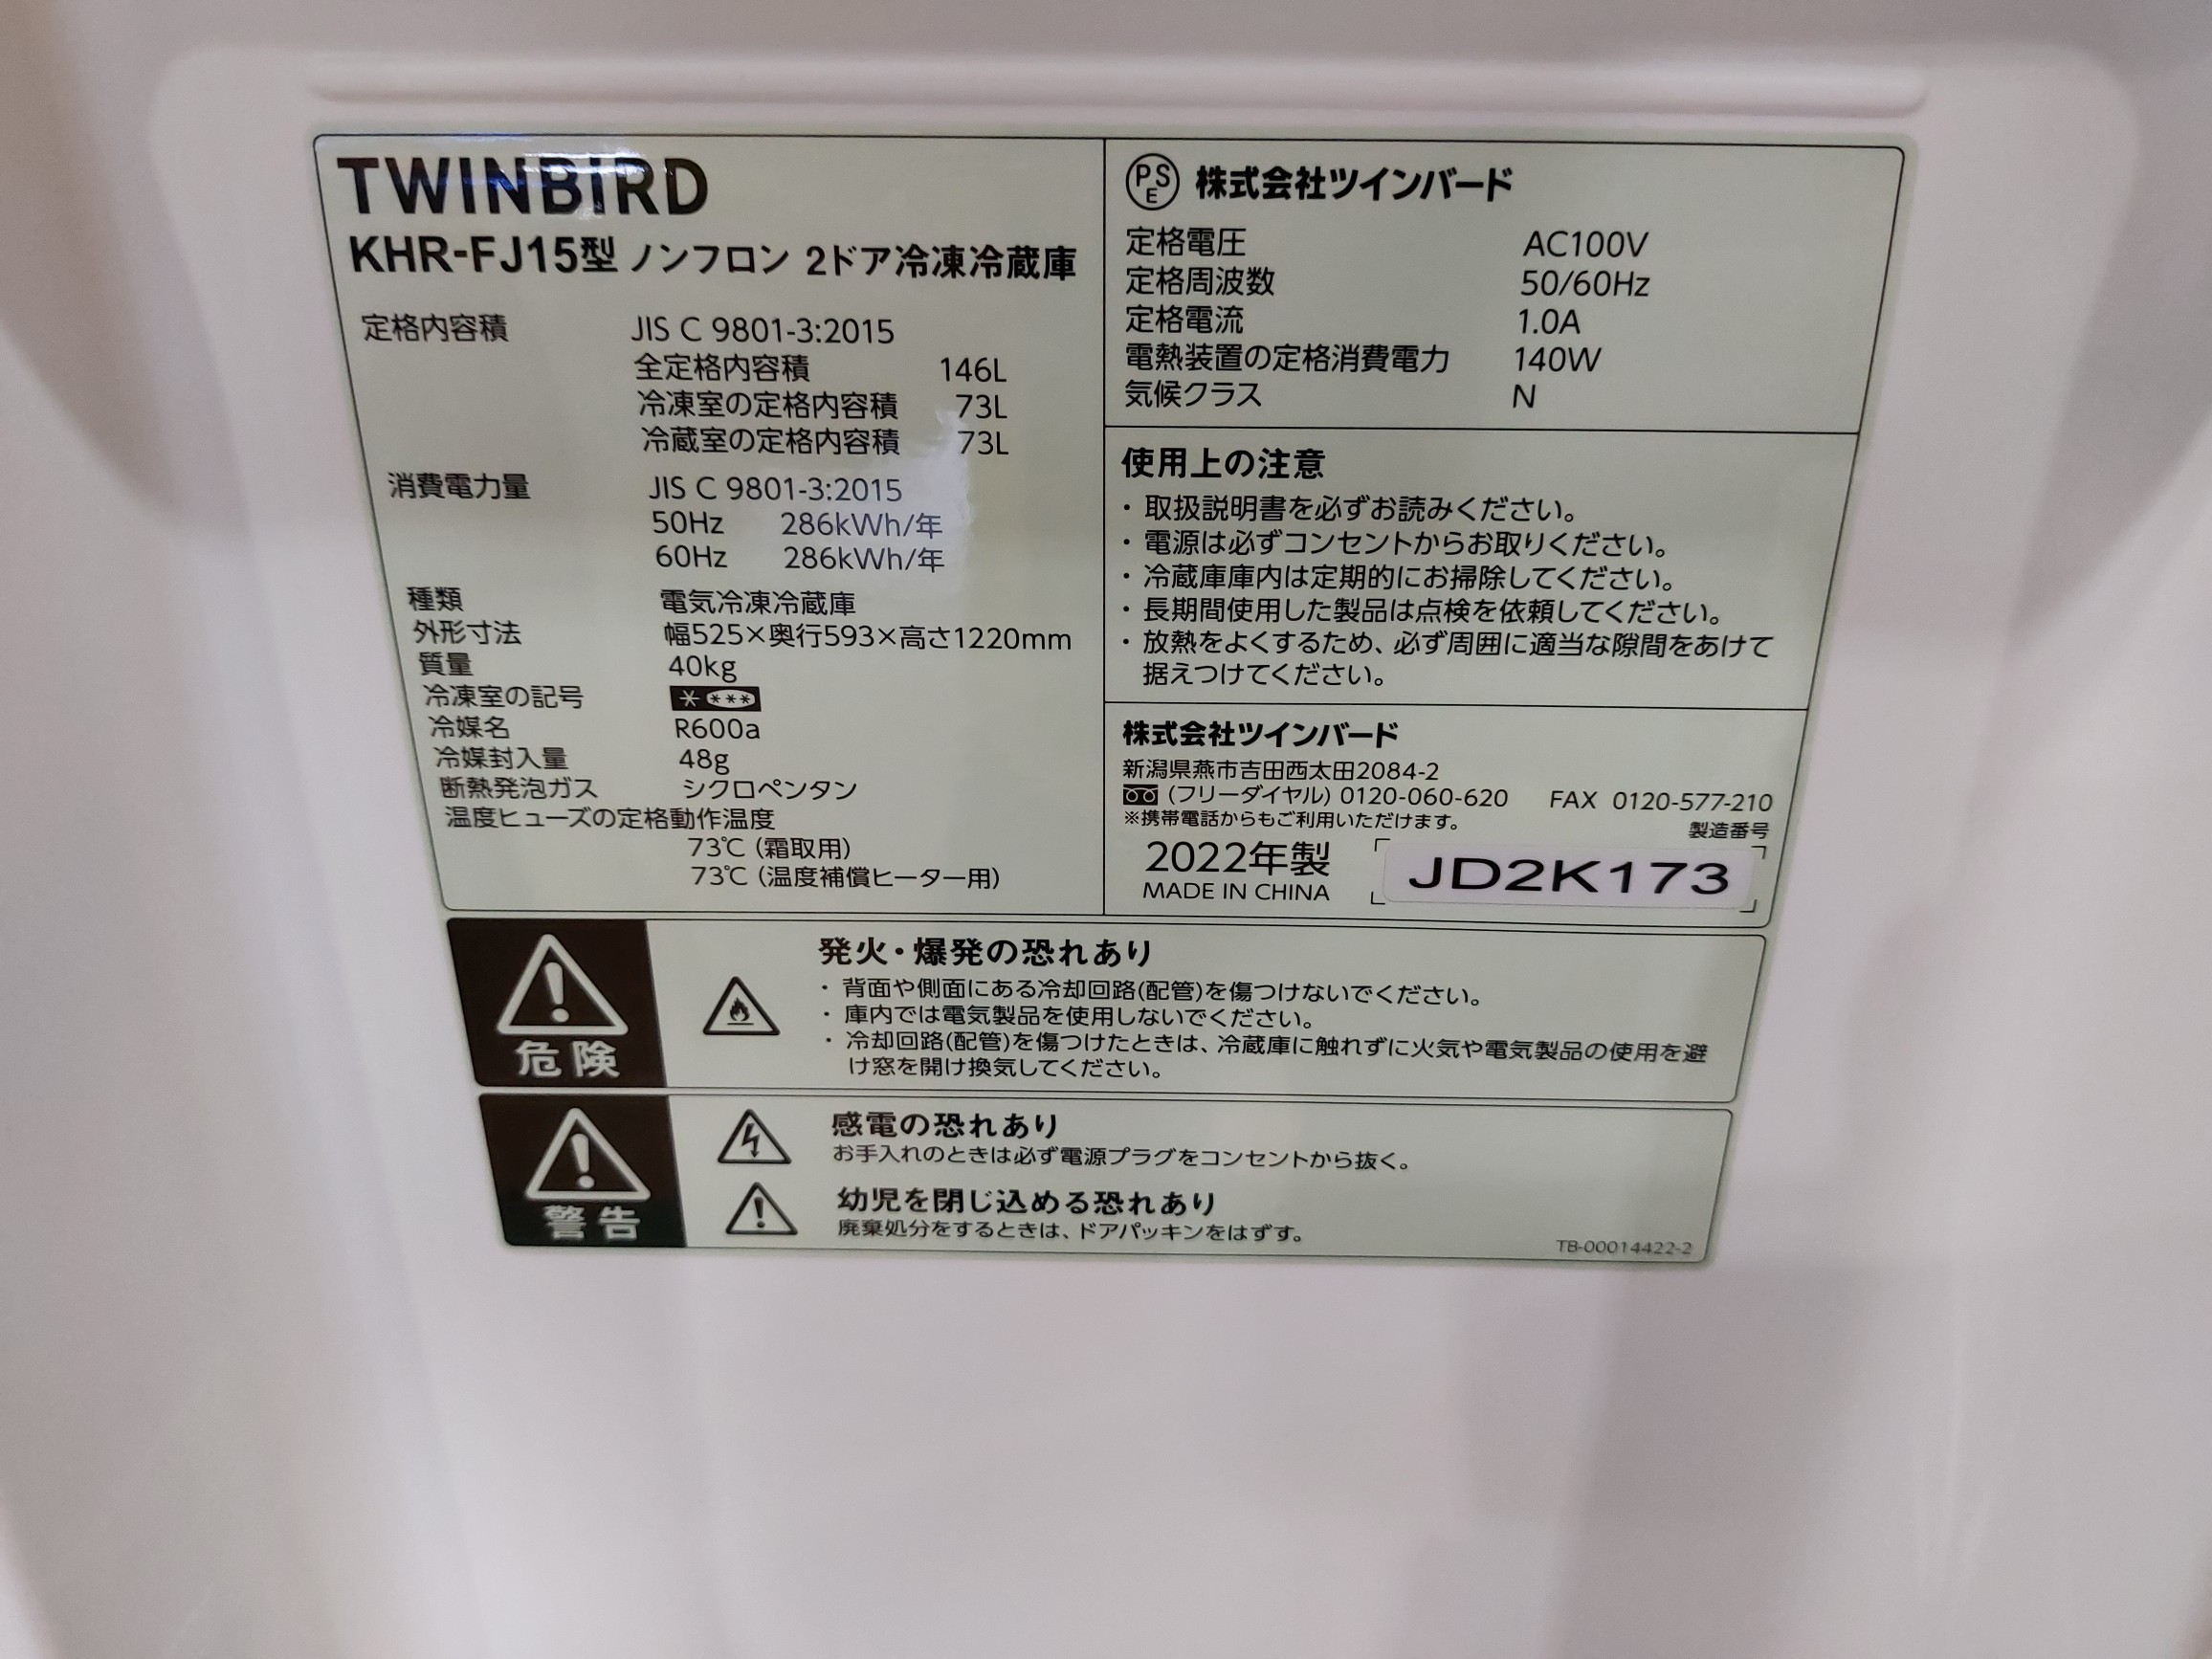 TWINBIRD
KHR-FJ15型 ノンフロン 2ドア冷凍冷蔵庫
定格内容積 JIS C 9801-3:2015
全定格内容積 146L
冷凍室の定格内容積 73L
冷蔵室の定格内容積 73L
消費電力量 JIS C 9801-3:2015
50Hz 286kWh/年
60Hz 286kWh/年
種類 電気冷凍冷蔵庫
外形寸法 幅525×奥行593×高さ1220mm
質量 40kg
冷凍室の記号 * ***
冷媒名 R600a
冷媒封入量 48g
断熱発泡ガス シクロペンタン
温度ヒューズの定格動作温度
73℃ (霜取用)
73℃ (温度補償ヒーター用)
PSE 株式会社ツインバード
定格電圧 AC100V
定格周波数 50/60Hz
定格電流 1.0A
電熱装置の定格消費電力 140W
気候クラス N
使用上の注意
・取扱説明書を必ずお読みください。
・電源は必ずコンセントからお取りください。
・冷蔵庫庫内は定期的にお掃除してください。
・長期間使用した製品は点検を依頼してください。
・放熱をよくするため、必ず周囲に適当な隙間をあけて
据えつけてください。
株式会社ツインバード
新潟県燕市吉田西太田2084-2
(フリーダイヤル) 0120-060-620 FAX 0120-577-210
※携帯電話からもご利用いただけます。
製造番号
2022年製 JD2K173
MADE IN CHINA
危険
発火・爆発の恐れあり
・背面や側面にある冷却回路(配管)を傷つけないでください。
・庫内では電気製品を使用しないでください。
・冷却回路(配管)を傷つけたときは、冷蔵庫に触れずに火気や電気製品の使用を避
け窓を開け換気してください。
警告
感電の恐れあり
お手入れのときは必ず電源プラグをコンセントから抜く。
幼児を閉じ込める恐れあり
廃棄処分をするときは、ドアパッキンをはずす。
TB-00014422-2